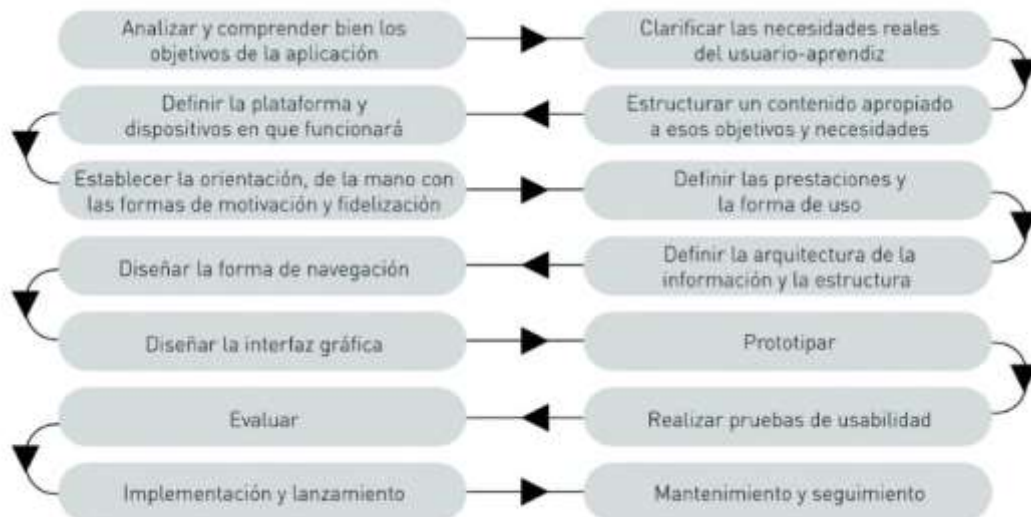 Analizar y comprender bien los
objetivos de la aplicación
Clarificar las necesidades reales
del usuario-aprendiz
Estructurar un contenido apropiado
a esos objetivos y necesidades
Definir la plataforma y
dispositivos en que funcionará
Establecer la orientación, de la mano con
las formas de motivación y fidelización
Definir las prestaciones y
la forma de uso
Definir la arquitectura de la
información y la estructura
Diseñar la forma de navegación
Diseñar la interfaz gráfica
Prototipar
Realizar pruebas de usabilidad
Evaluar
Implementación y lanzamiento
Mantenimiento y seguimiento